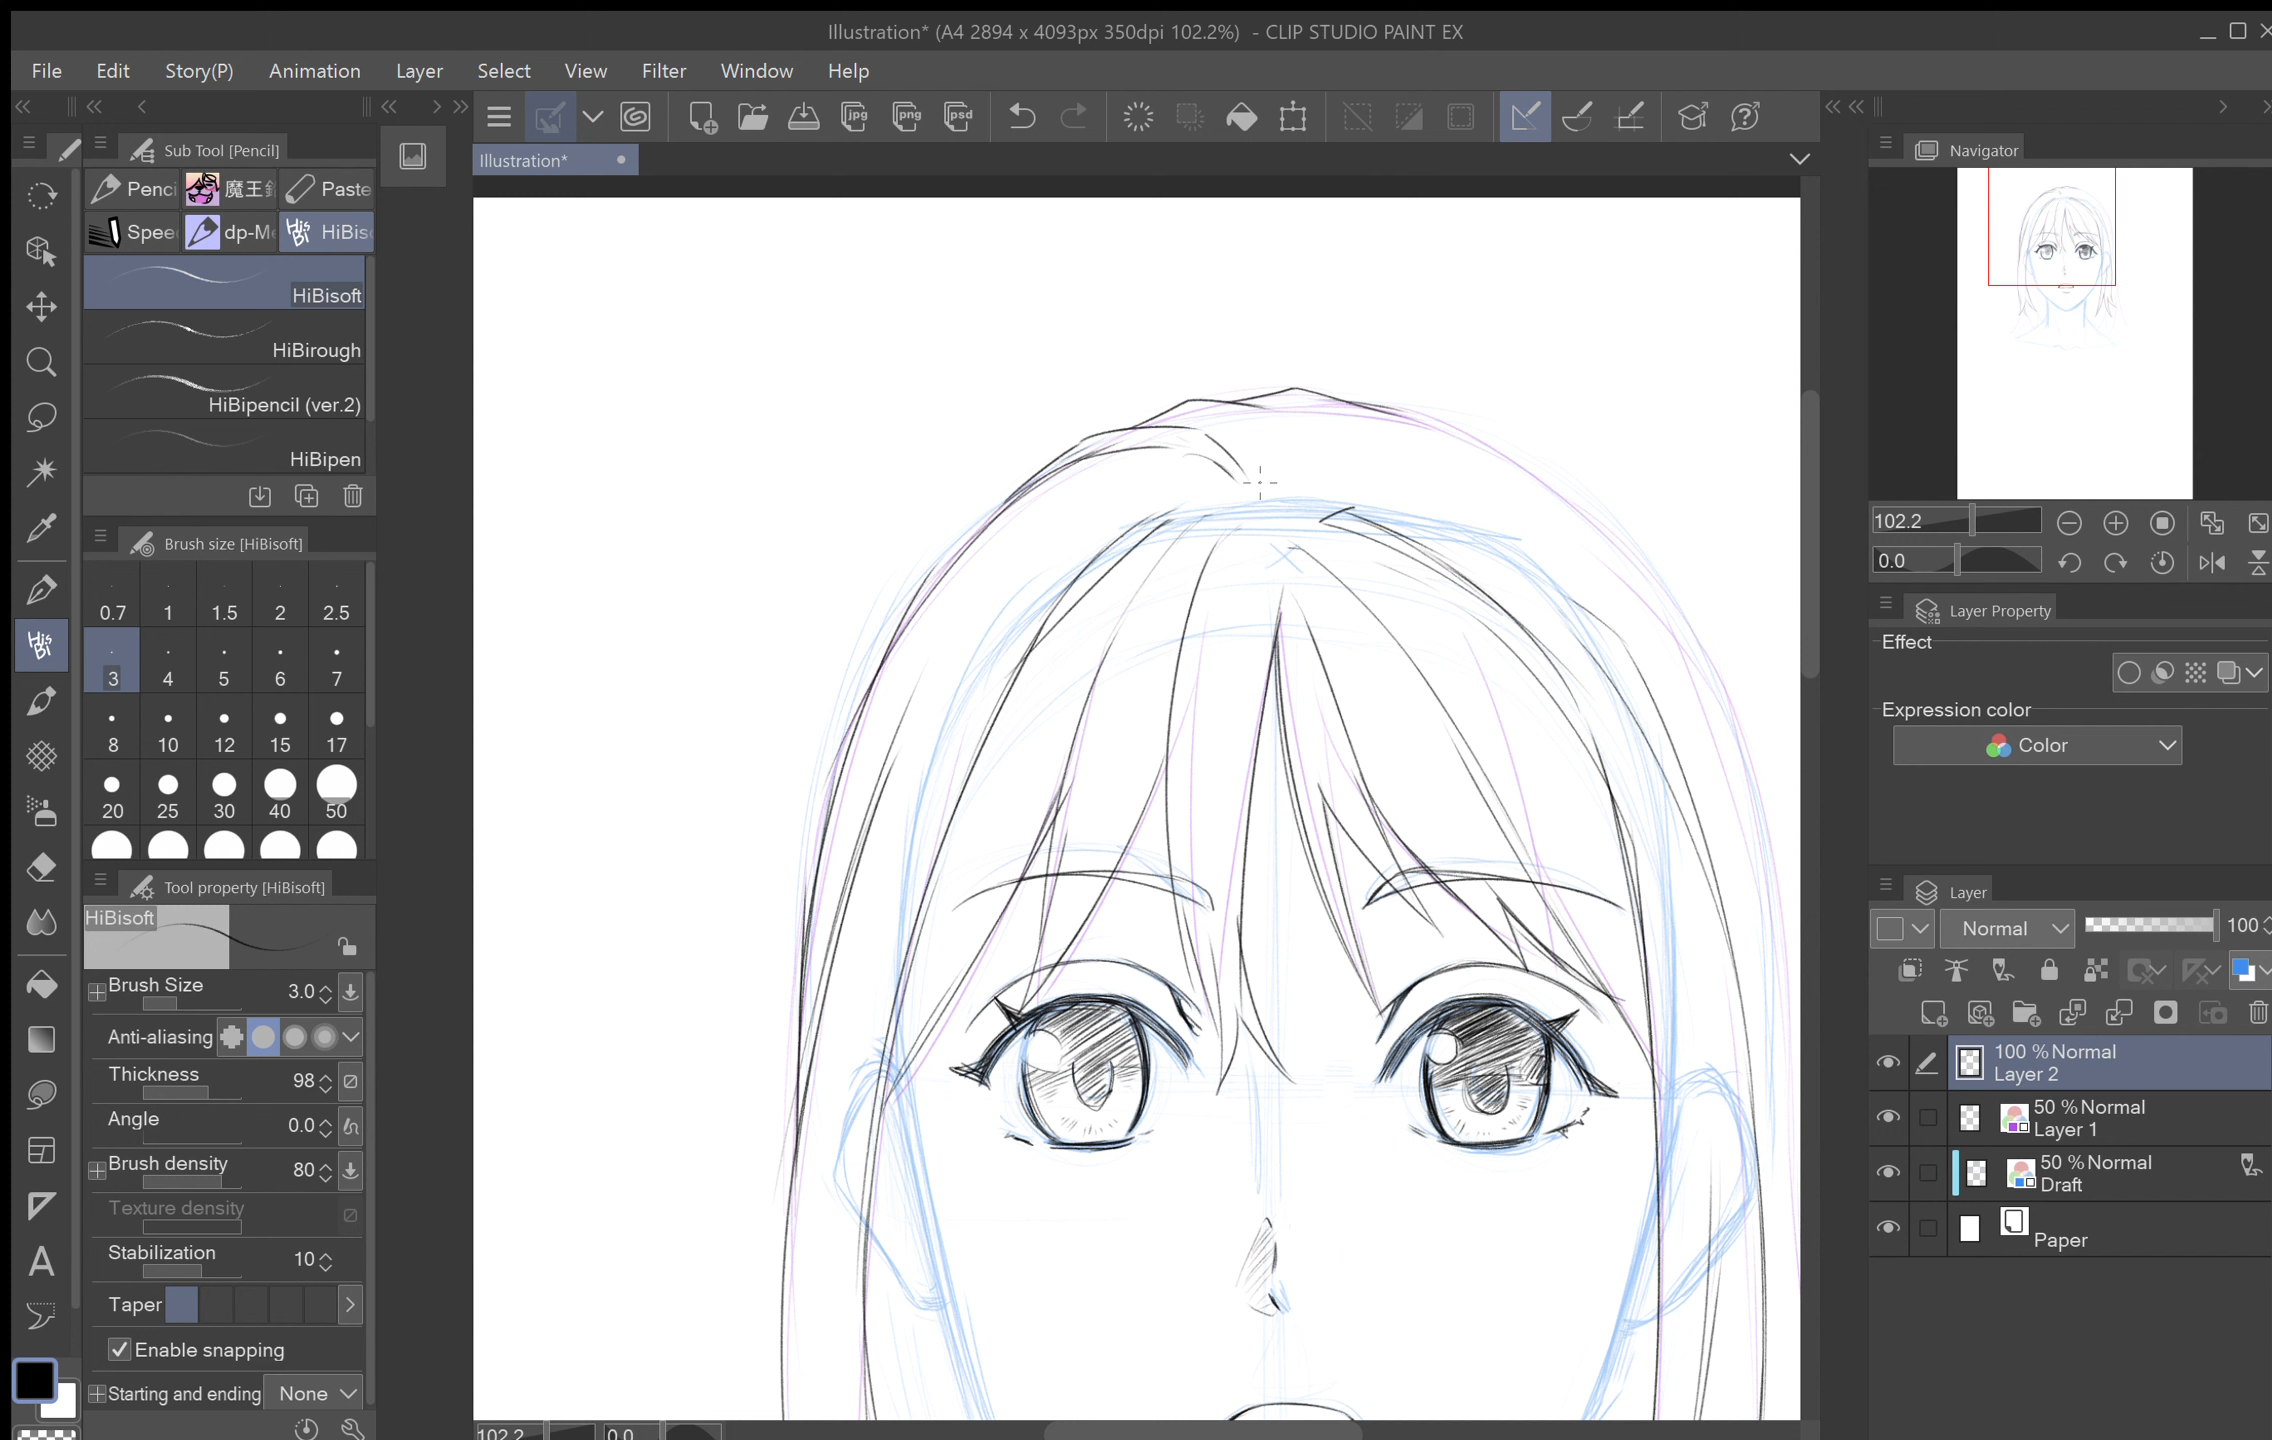 Illustration* (A4 2894 x 4093px 350dpi 102.2%)  - CLIP STUDIO PAINT EX
File Edit Story(P) Animation Layer Select View Filter Window Help
jpg png psd
Sub Tool [Pencil]
Illustration*
Navigator
Penci 魔王 Paste
Spee dp-Me HiBis
HiBisoft
HiBirough
HiBipencil (ver.2)
HiBipen
102.2
0.0
Brush size [HiBisoft]
0.7 1 1.5 2 2.5
3 4 5 6 7
8 10 12 15 17
20 25 30 40 50
Layer Property
Effect
Expression color
Color
Tool property [HiBisoft]
HiBisoft
Brush Size 3.0
Anti-aliasing
Thickness 98
Angle 0.0
Brush density 80
Texture density
Stabilization 10
Taper
Enable snapping
Starting and ending None
Layer
Normal 100
100 %Normal
Layer 2
50 %Normal
Layer 1
50 %Normal
Draft
Paper
102.2 0.0